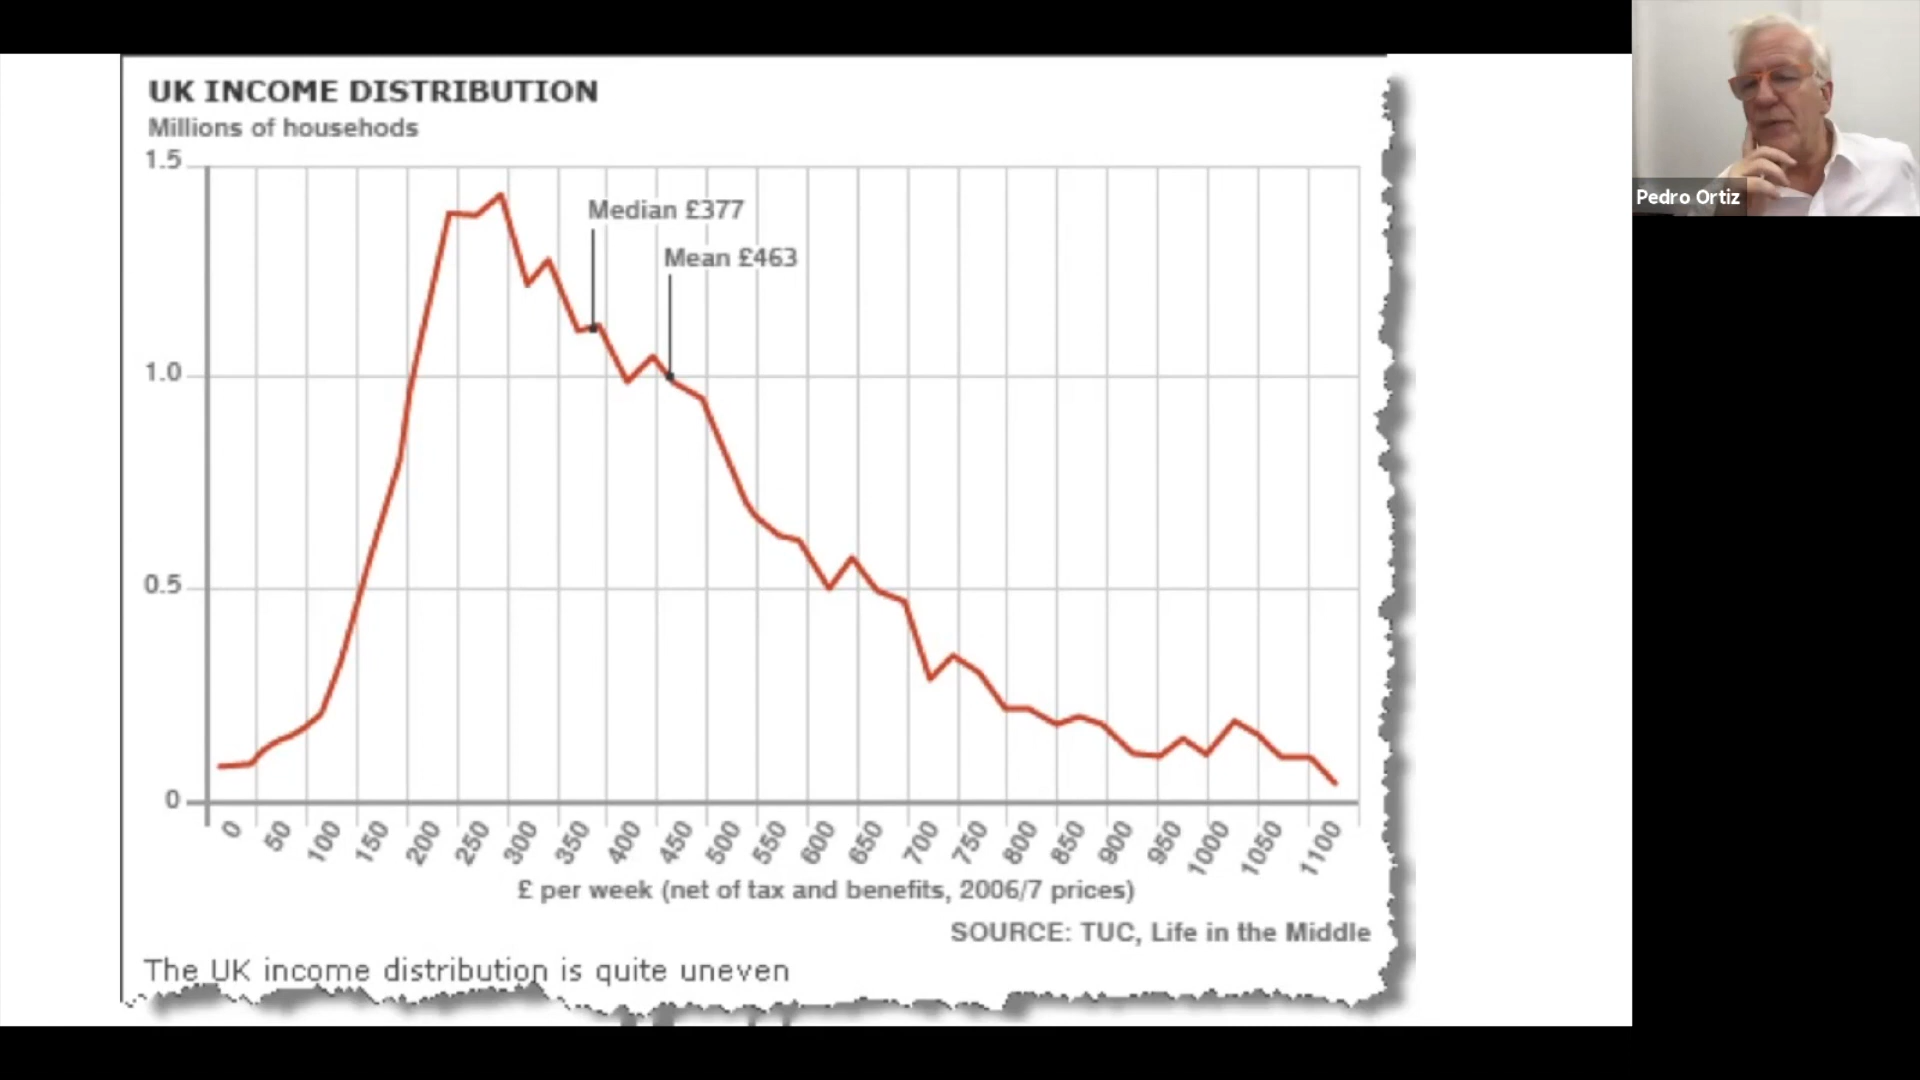 UK INCOME DISTRIBUTION
Millions of househods
1.5
Median £377
Mean £463
1.0
0.5
0
0 50 100 150 200 250 300 350 400 450 500 550 600 650 700 750 800 850 900 950 1000 1050 1100
£ per week (net of tax and benefits, 2006/7 prices)
SOURCE: TUC, Life in the Middle
The UK income distribution is quite uneven
Pedro Ortiz